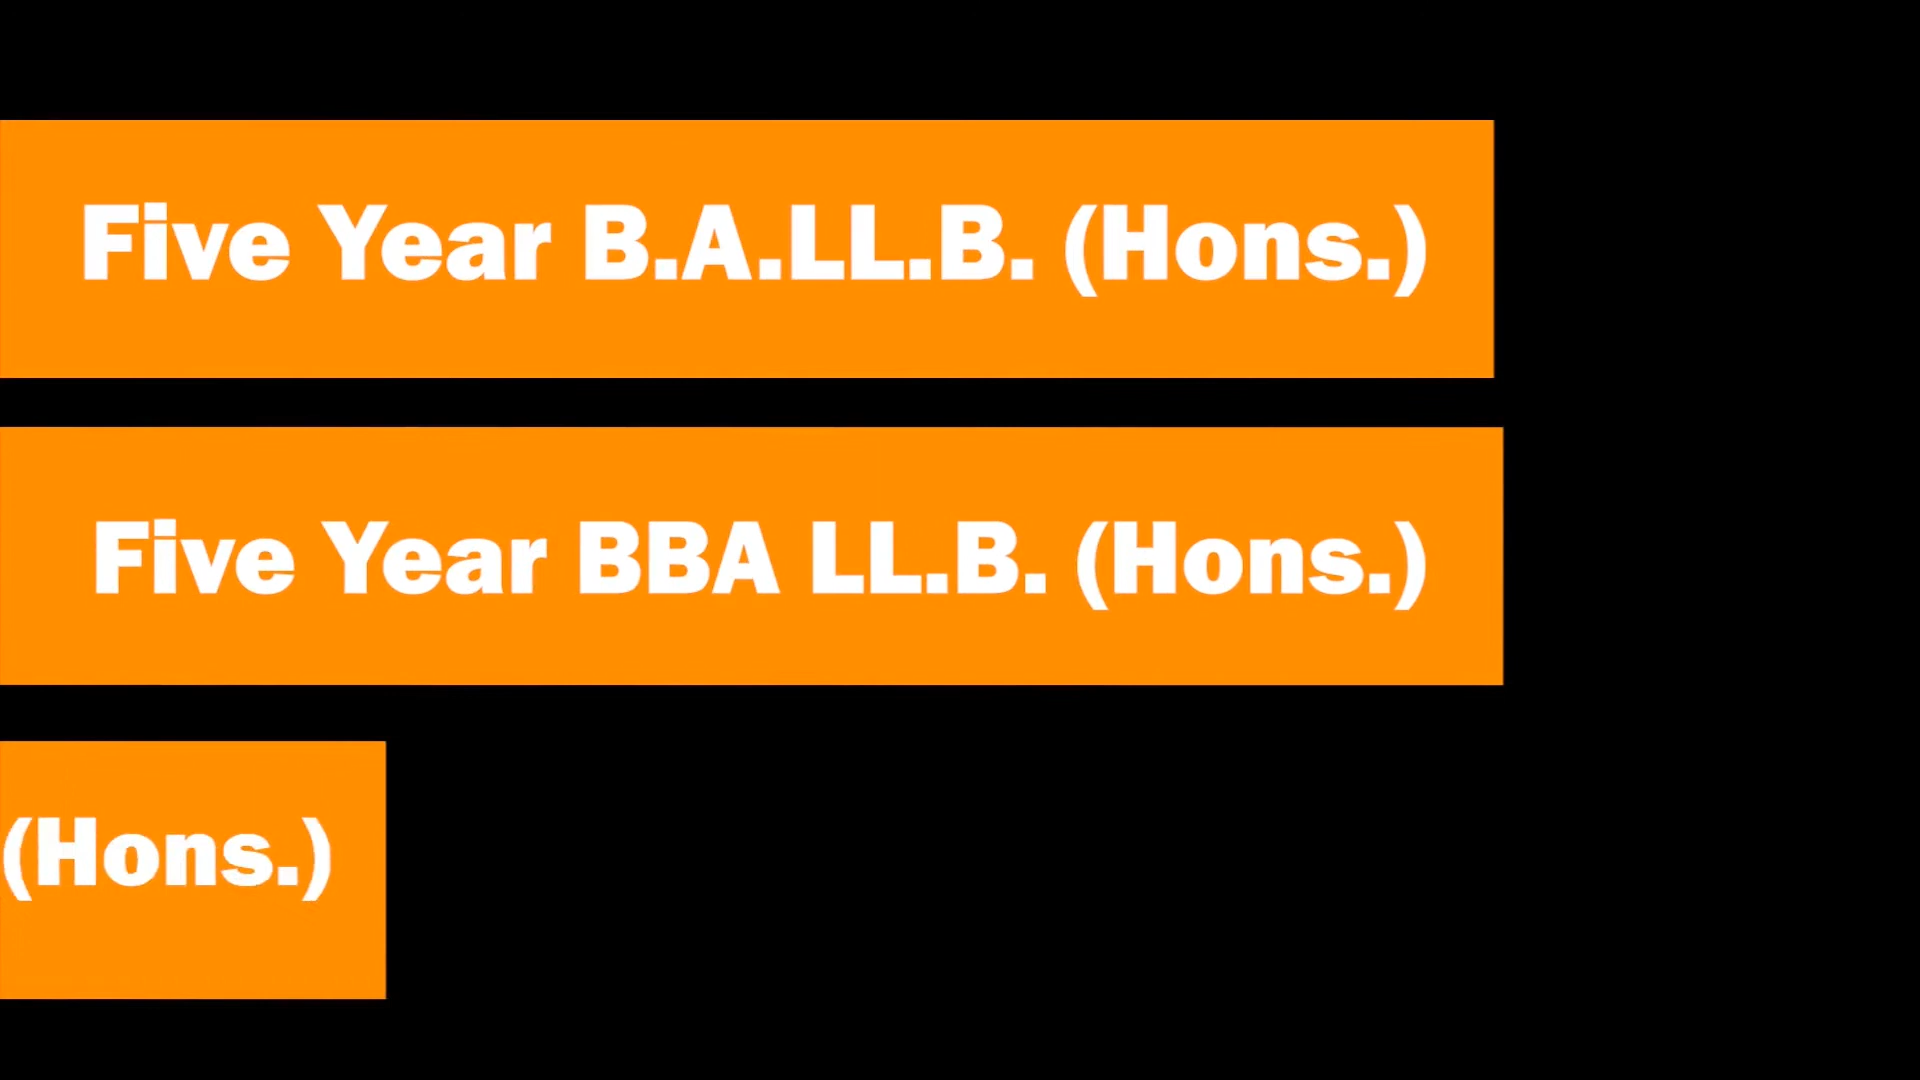 Five Year B.A.LL.B. (Hons.)
Five Year BBA LL.B. (Hons.)
(Hons.)